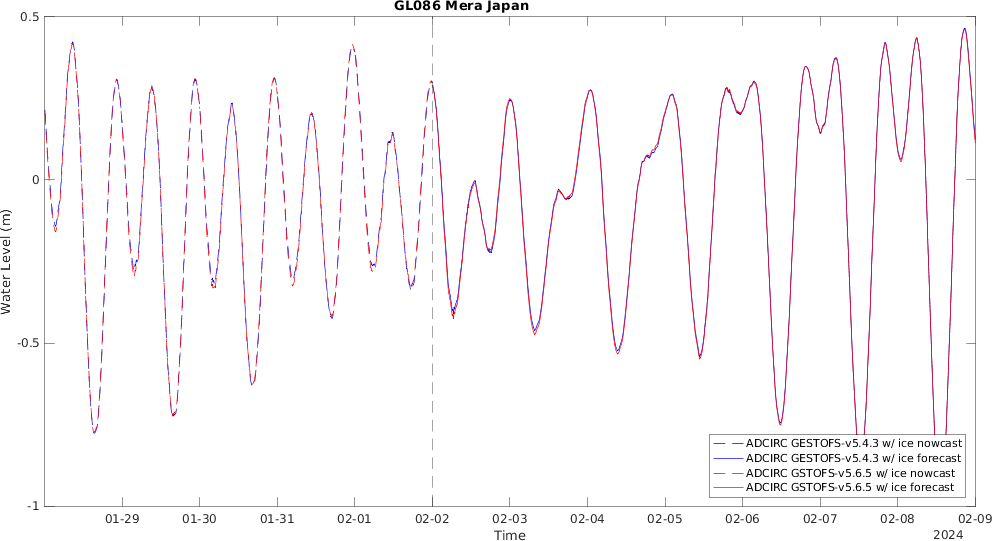 GL086 Mera Japan
Water Level (m)
0.5
0
-0.5
-1
01-29
01-30
01-31
02-01
02-02
02-03
02-04
02-05
02-06
02-07
02-08
02-09
Time
2024
ADCIRC GESTOFS-v5.4.3 w/ ice nowcast
ADCIRC GESTOFS-v5.4.3 w/ ice forecast
ADCIRC GSTOFS-v5.6.5 w/ ice nowcast
ADCIRC GSTOFS-v5.6.5 w/ ice forecast